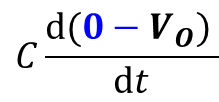 C d(0 − V_O) / dt